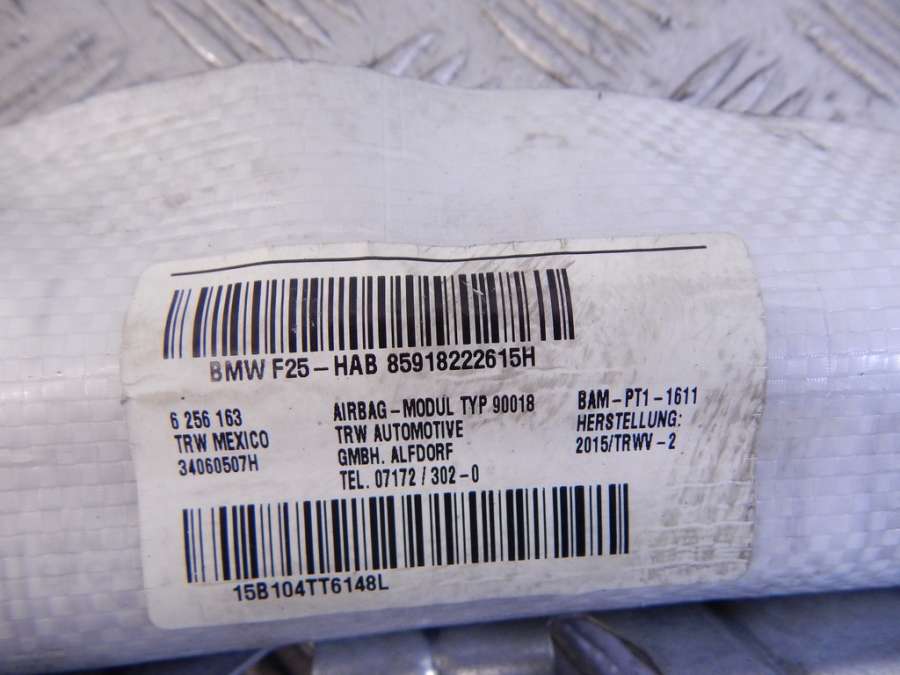 BMW F25-HAB 85918222615H
6 256 163
TRW MEXICO
34060507H
AIRBAG-MODUL TYP 90018
TRW AUTOMOTIVE
GMBH. ALFDORF
TEL. 07172/302-0
BAM-PT1-1611
HERSTELLUNG:
2015/TRWV-2
15B104TT6148L